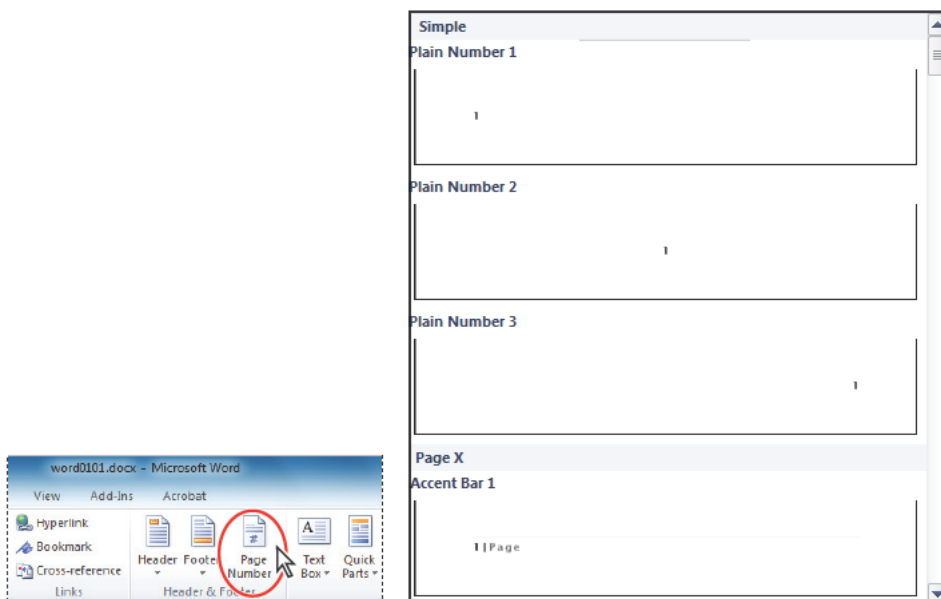 Simple
Plain Number 1
1
Plain Number 2
1
Plain Number 3
1
Page X
Accent Bar 1
1 | Page
word0101.docx - Microsoft Word
View Add-Ins Acrobat
Hyperlink
Bookmark
Cross-reference
Links
Header Footer Page Number Text Box Quick Parts
#
A
Header & Footer